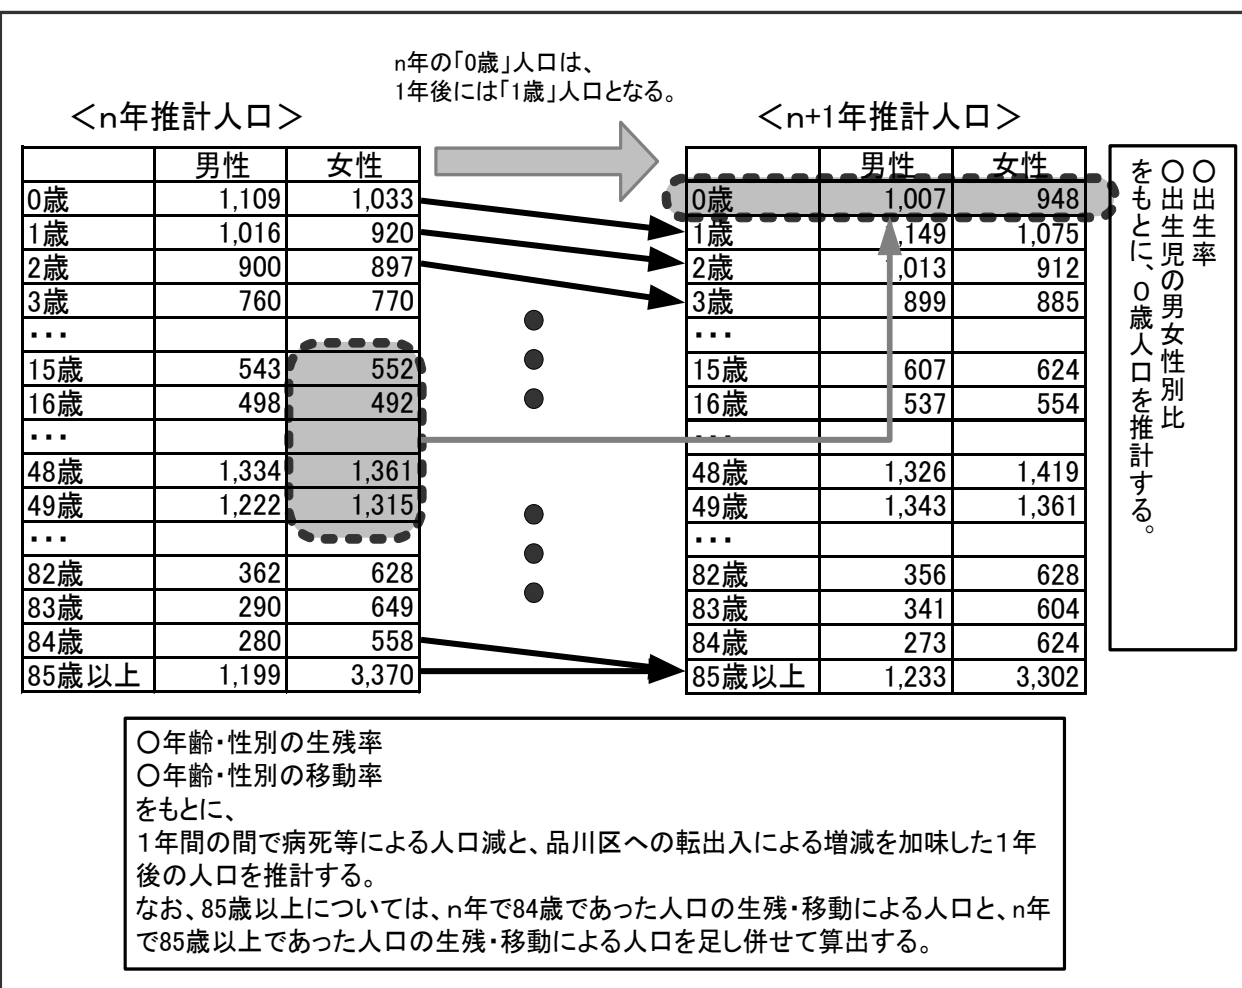 n年の「0歳」人口は、
1年後には「1歳」人口となる。
＜n年推計人口＞
男性 女性
0歳 1,109 1,033
1歳 1,016 920
2歳 900 897
3歳 760 770
・・・
15歳 543 552
16歳 498 492
・・・
48歳 1,334 1,361
49歳 1,222 1,315
・・・
82歳 362 628
83歳 290 649
84歳 280 558
85歳以上 1,199 3,370
＜n+1年推計人口＞
男性 女性
0歳 1,007 948
1歳 ,149 1,075
2歳 ,013 912
3歳 899 885
・・・
15歳 607 624
16歳 537 554
・・・
48歳 1,326 1,419
49歳 1,343 1,361
・・・
82歳 356 628
83歳 341 604
84歳 273 624
85歳以上 1,233 3,302
○出生率
○出生児の男女性別比
をもとに、0歳人口を推計する。
○年齢・性別の生残率
○年齢・性別の移動率
をもとに、
１年間の間で病死等による人口減と、品川区への転出入による増減を加味した１年
後の人口を推計する。
なお、85歳以上については、ｎ年で84歳であった人口の生残・移動による人口と、n年
で85歳以上であった人口の生残・移動による人口を足し併せて算出する。